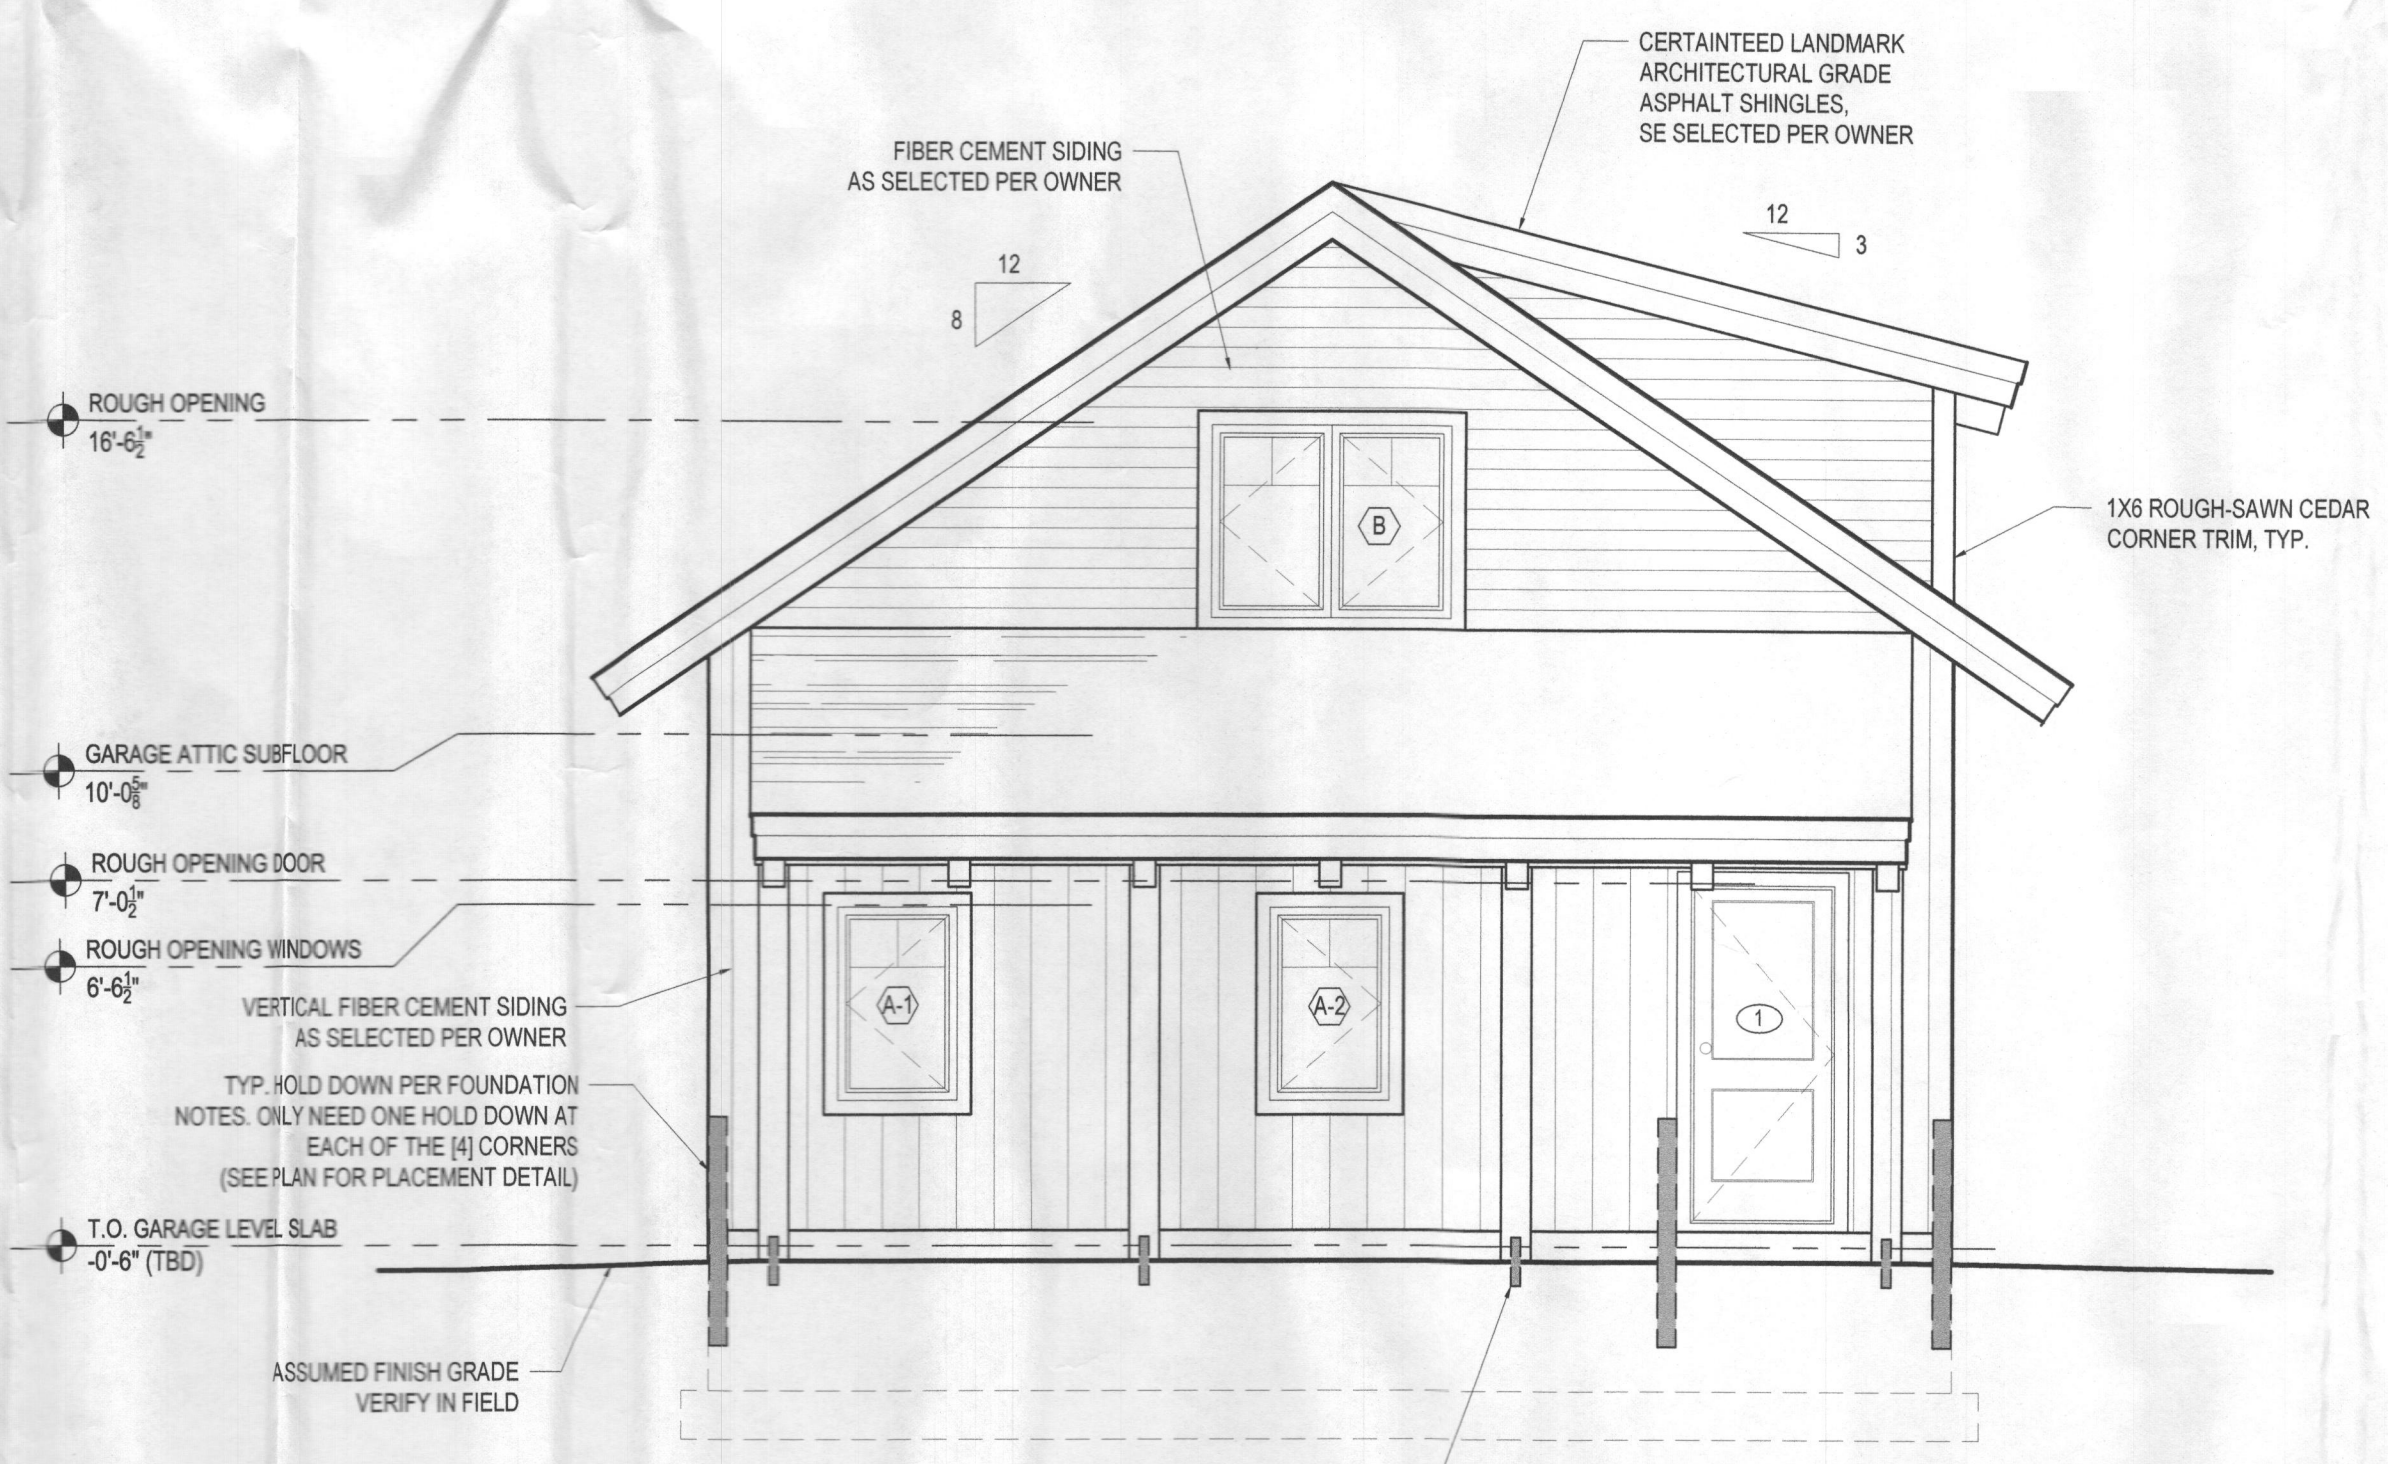 CERTAINTEED LANDMARK
ARCHITECTURAL GRADE
ASPHALT SHINGLES,
SE SELECTED PER OWNER
FIBER CEMENT SIDING
AS SELECTED PER OWNER
12
3
12
8
ROUGH OPENING
16'-6½"
1X6 ROUGH-SAWN CEDAR
CORNER TRIM, TYP.
B
GARAGE ATTIC SUBFLOOR
10'-0⅝"
ROUGH OPENING DOOR
7'-0½"
ROUGH OPENING WINDOWS
6'-6½"
VERTICAL FIBER CEMENT SIDING
AS SELECTED PER OWNER
A-1
A-2
1
TYP. HOLD DOWN PER FOUNDATION
NOTES. ONLY NEED ONE HOLD DOWN AT
EACH OF THE [4] CORNERS
(SEE PLAN FOR PLACEMENT DETAIL)
T.O. GARAGE LEVEL SLAB
-0'-6" (TBD)
ASSUMED FINISH GRADE
VERIFY IN FIELD